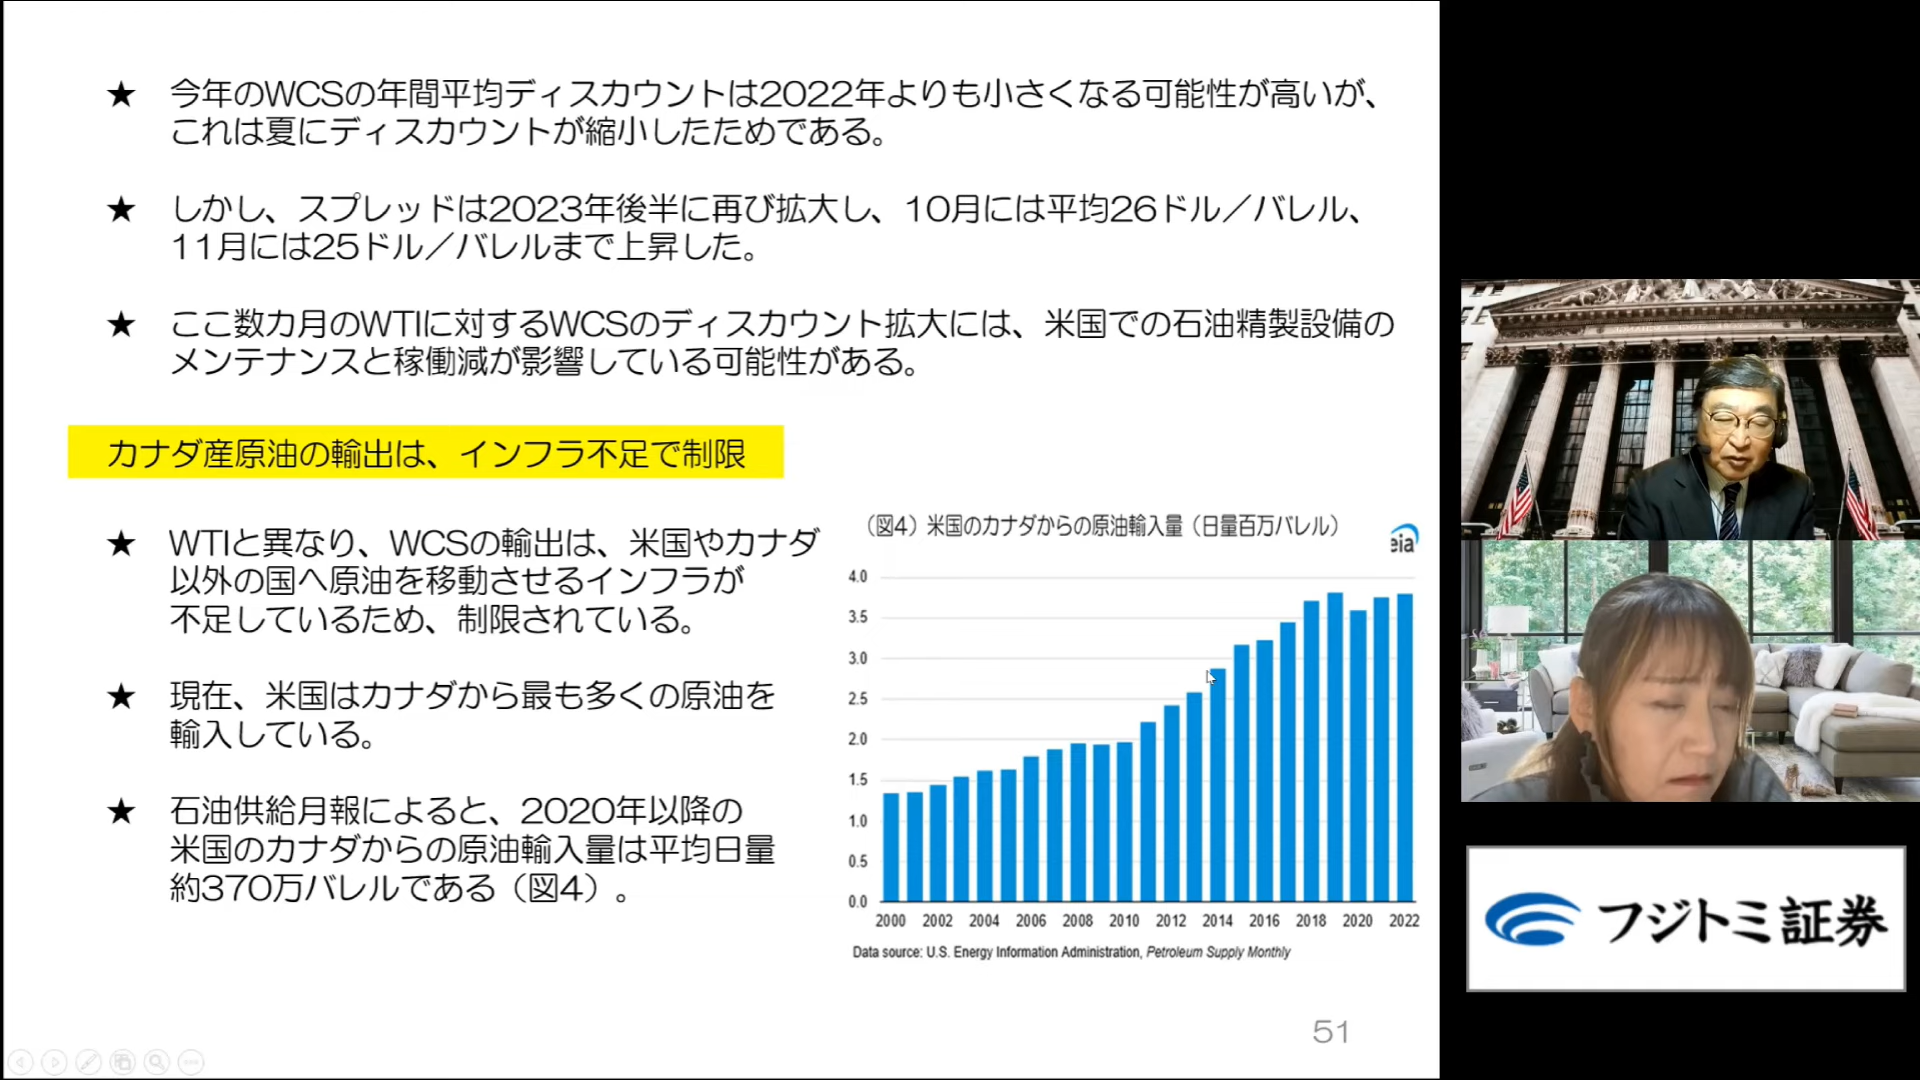 ★ 今年のWCSの年間平均ディスカウントは2022年よりも小さくなる可能性が高いが、
これは夏にディスカウントが縮小したためである。
★ しかし、スプレッドは2023年後半に再び拡大し、10月には平均26ドル／バレル、
11月には25ドル／バレルまで上昇した。
★ ここ数カ月のWTIに対するWCSのディスカウント拡大には、米国での石油精製設備の
メンテナンスと稼働減が影響している可能性がある。
カナダ産原油の輸出は、インフラ不足で制限
★ WTIと異なり、WCSの輸出は、米国やカナダ
以外の国へ原油を移動させるインフラが
不足しているため、制限されている。
★ 現在、米国はカナダから最も多くの原油を
輸入している。
★ 石油供給月報によると、2020年以降の
米国のカナダからの原油輸入量は平均日量
約370万バレルである（図4）。
（図4）米国のカナダからの原油輸入量（日量百万バレル）
eia
4.0
3.5
3.0
2.5
2.0
1.5
1.0
0.5
0.0
2000 2002 2004 2006 2008 2010 2012 2014 2016 2018 2020 2022
Data source: U.S. Energy Information Administration, Petroleum Supply Monthly
51
フジトミ証券